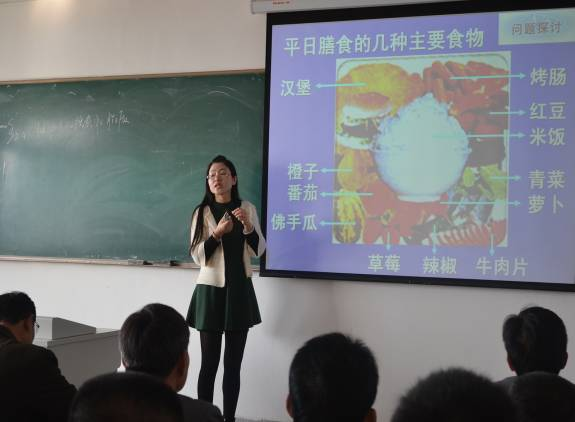 问题探讨
平日膳食的几种主要食物
汉堡
烤肠
红豆
米饭
橙子
番茄
佛手瓜
青菜
萝卜
草莓
辣椒
牛肉片